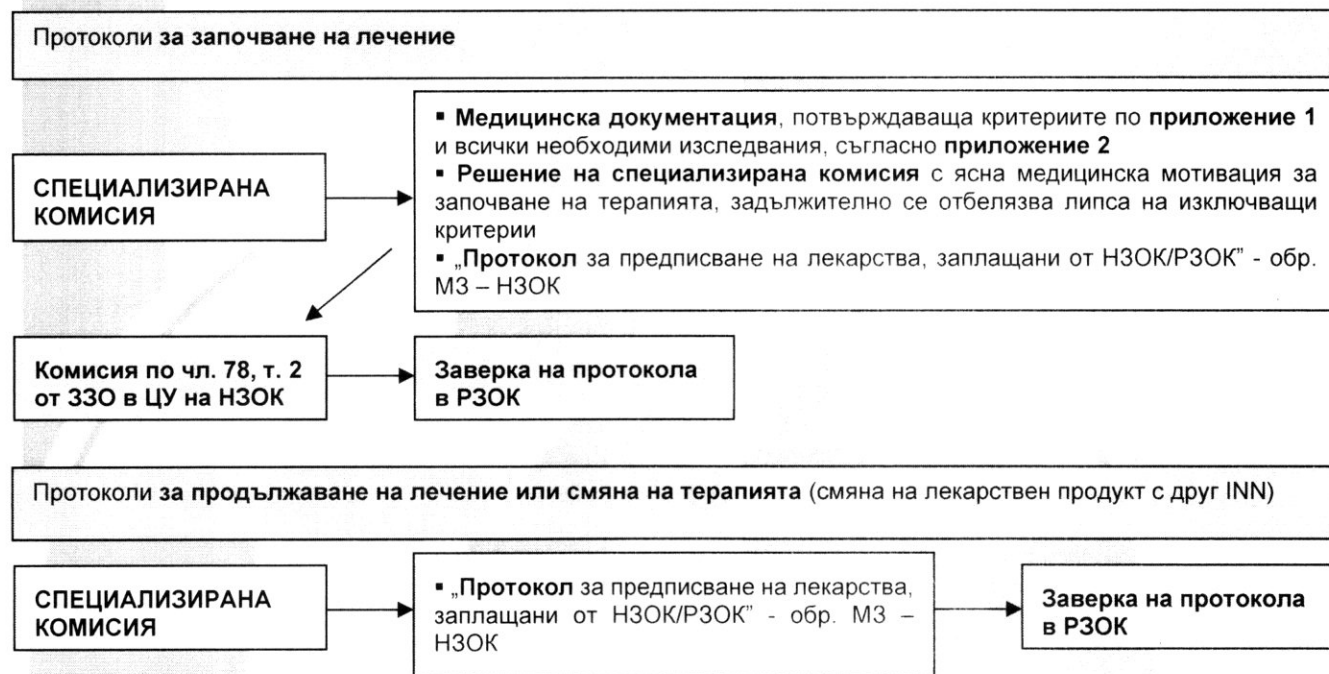 Протоколи за започване на лечение
СПЕЦИАЛИЗИРАНА
КОМИСИЯ
▪ Медицинска документация, потвърждаваща критериите по приложение 1
и всички необходими изследвания, съгласно приложение 2
▪ Решение на специализирана комисия с ясна медицинска мотивация за
започване на терапията, задължително се отбелязва липса на изключващи
критерии
▪ „Протокол за предписване на лекарства, заплащани от НЗОК/РЗОК” - обр.
МЗ – НЗОК
Комисия по чл. 78, т. 2
от ЗЗО в ЦУ на НЗОК
Заверка на протокола
в РЗОК
Протоколи за продължаване на лечение или смяна на терапията (смяна на лекарствен продукт с друг INN)
СПЕЦИАЛИЗИРАНА
КОМИСИЯ
▪ „Протокол за предписване на лекарства,
заплащани от НЗОК/РЗОК” - обр. МЗ –
НЗОК
Заверка на протокола
в РЗОК